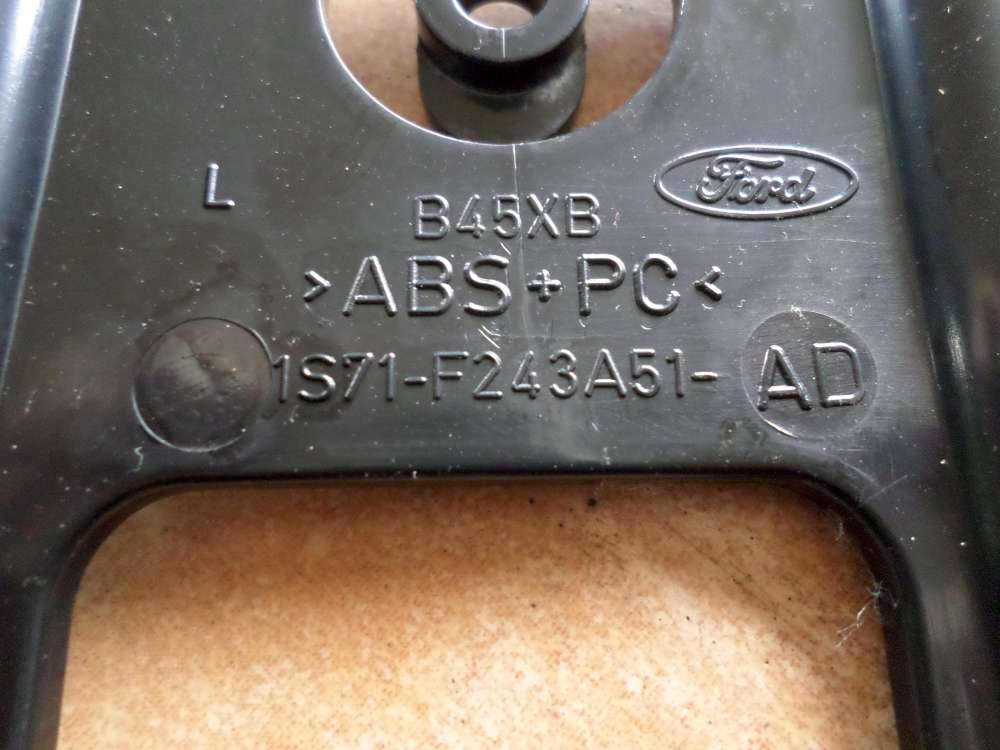 L
Ford
B45XB
>ABS+PC<
1S71-F243A51-AD